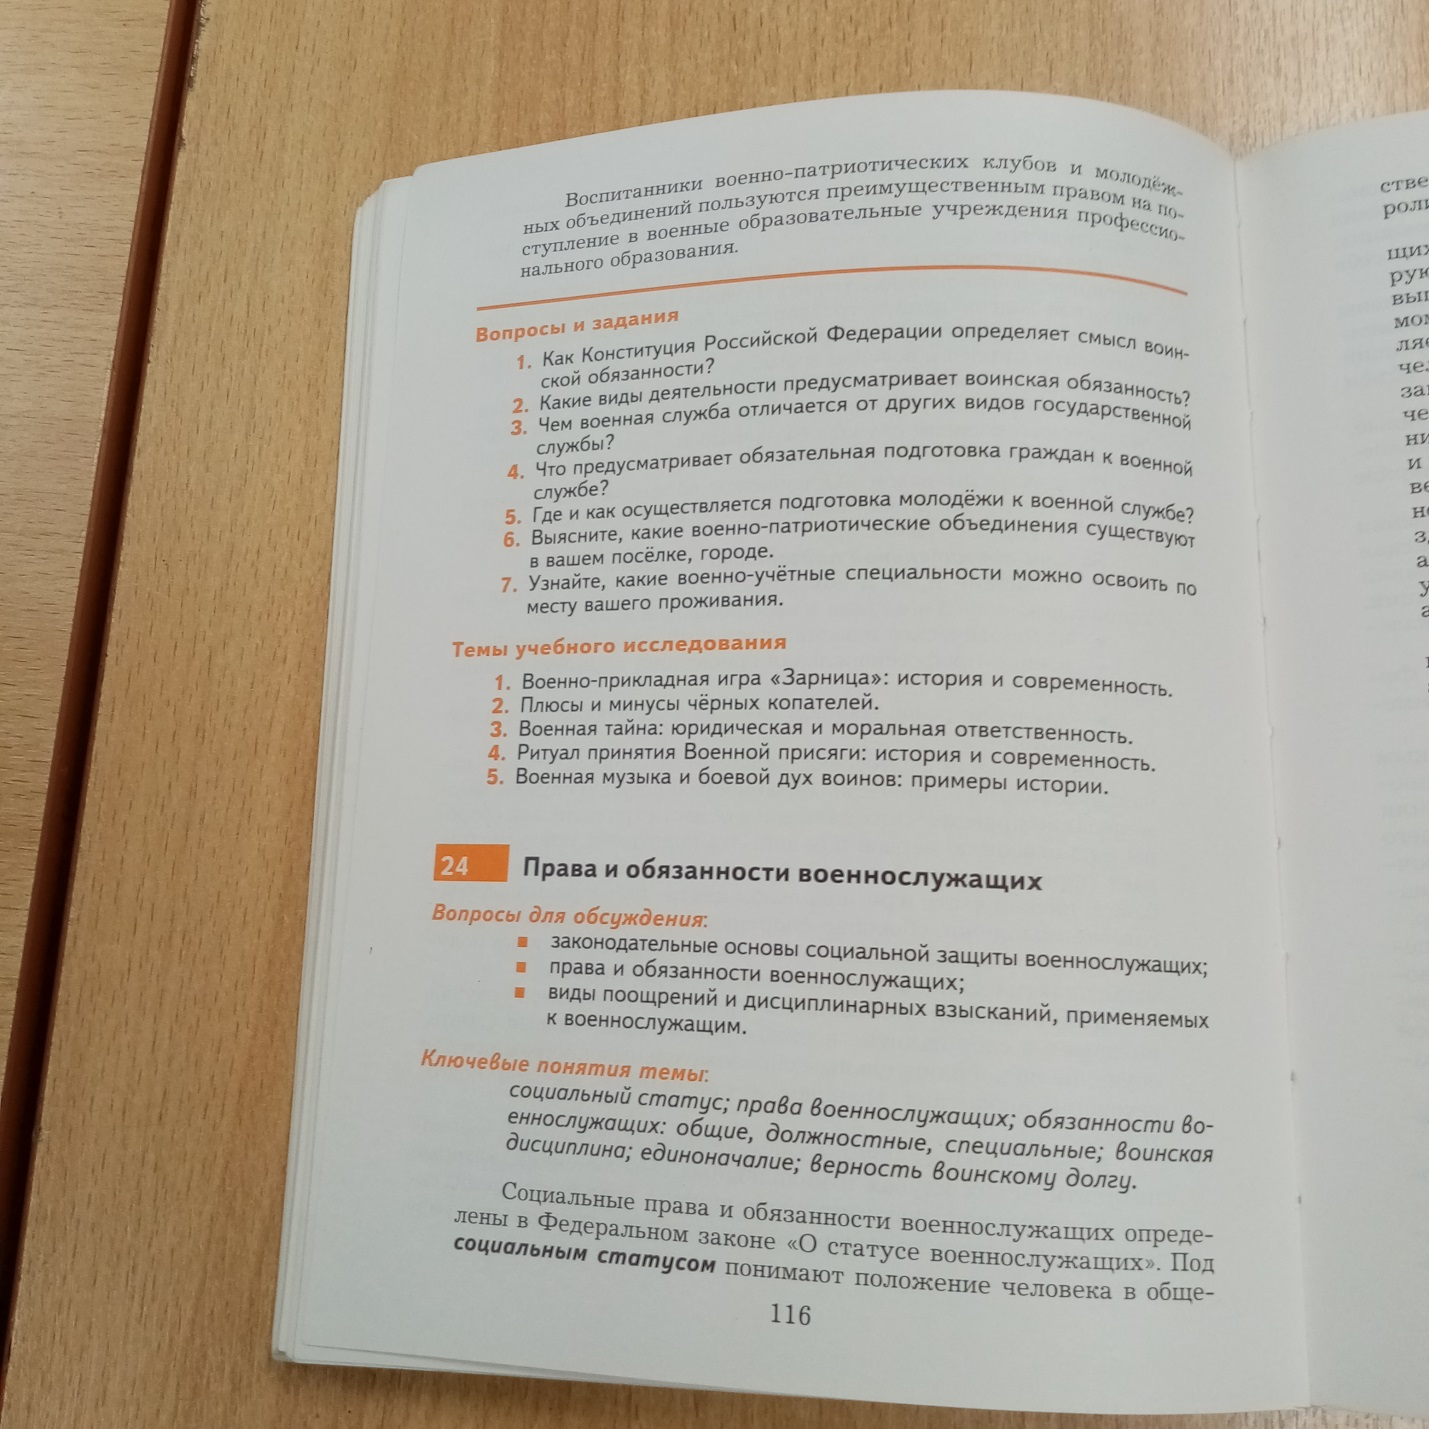 Воспитанники военно-патриотических клубов и молодёж-
ных объединений пользуются преимущественным правом на по-
ступление в военные образовательные учреждения профессио-
нального образования.
Вопросы и задания
1. Как Конституция Российской Федерации определяет смысл воин-
ской обязанности?
2. Какие виды деятельности предусматривает воинская обязанность?
3. Чем военная служба отличается от других видов государственной
службы?
4. Что предусматривает обязательная подготовка граждан к военной
службе?
5. Где и как осуществляется подготовка молодёжи к военной службе?
6. Выясните, какие военно-патриотические объединения существуют
в вашем посёлке, городе.
7. Узнайте, какие военно-учётные специальности можно освоить по
месту вашего проживания.
Темы учебного исследования
1. Военно-прикладная игра «Зарница»: история и современность.
2. Плюсы и минусы чёрных копателей.
3. Военная тайна: юридическая и моральная ответственность.
4. Ритуал принятия Военной присяги: история и современность.
5. Военная музыка и боевой дух воинов: примеры истории.
24 Права и обязанности военнослужащих
Вопросы для обсуждения:
■ законодательные основы социальной защиты военнослужащих;
■ права и обязанности военнослужащих;
■ виды поощрений и дисциплинарных взысканий, применяемых
к военнослужащим.
Ключевые понятия темы:
социальный статус; права военнослужащих; обязанности во-
еннослужащих: общие, должностные, специальные; воинская
дисциплина; единоначалие; верность воинскому долгу.
Социальные права и обязанности военнослужащих опреде-
лены в Федеральном законе «О статусе военнослужащих». Под
социальным статусом понимают положение человека в обще-
116